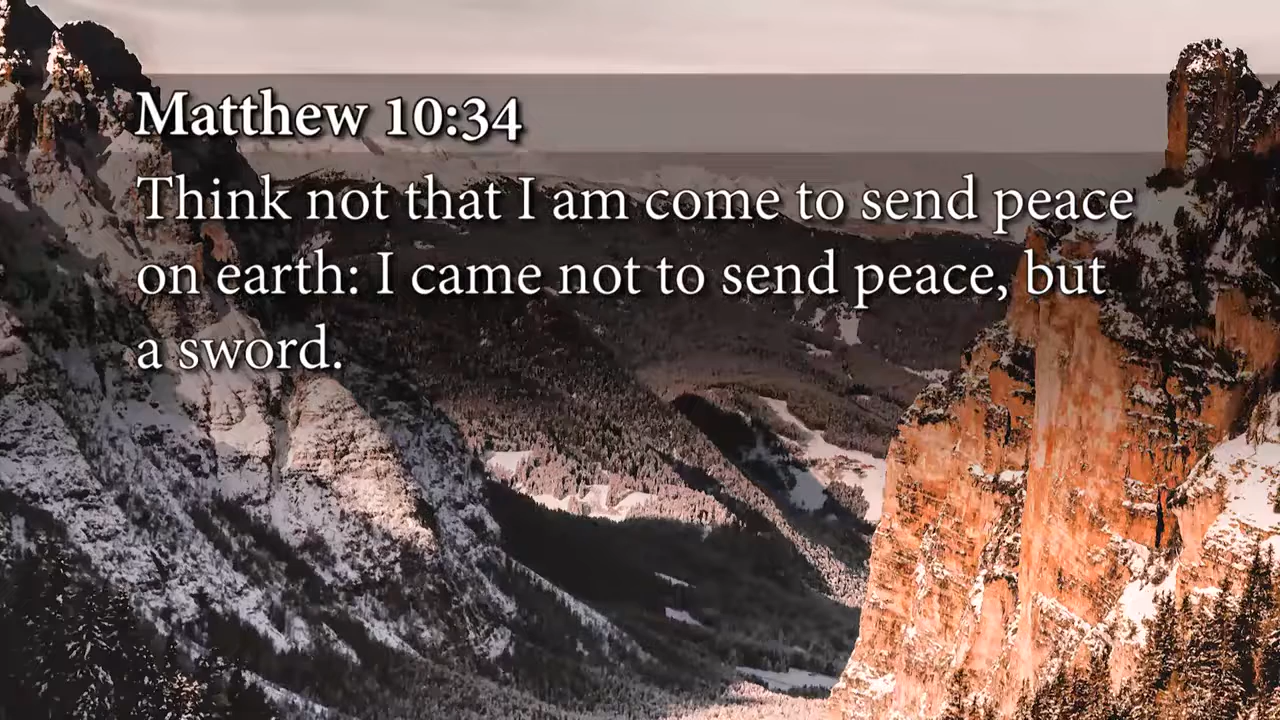 Matthew 10:34
Think not that I am come to send peace
on earth: I came not to send peace, but
a sword.